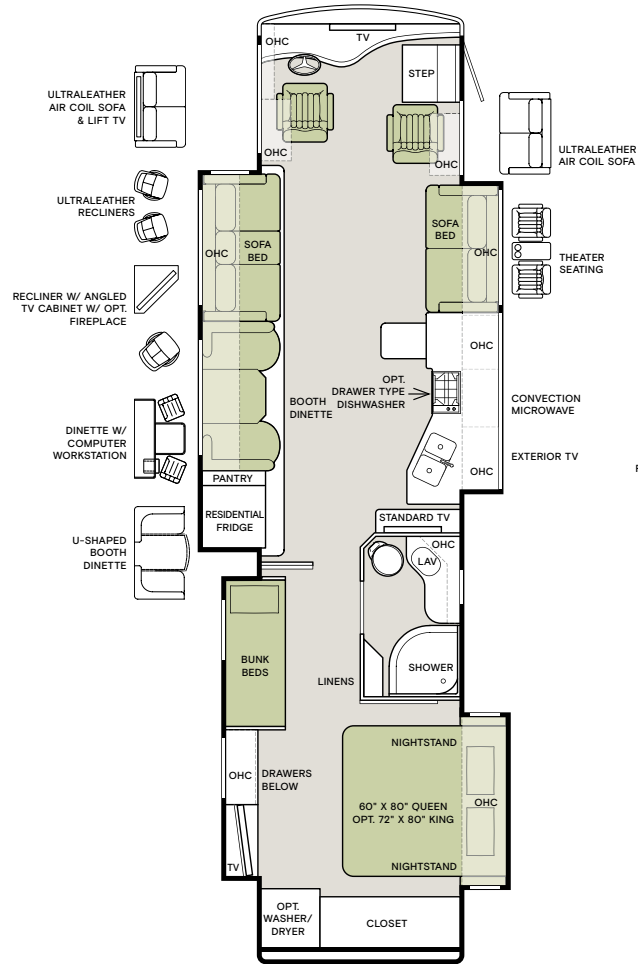 OHC
TV
STEP
OHC
OHC
ULTRALEATHER
AIR COIL SOFA
& LIFT TV
ULTRALEATHER
RECLINERS
RECLINER W/ ANGLED
TV CABINET W/ OPT.
FIREPLACE
DINETTE W/
COMPUTER
WORKSTATION
U-SHAPED
BOOTH
DINETTE
ULTRALEATHER
AIR COIL SOFA
THEATER
SEATING
OHC
SOFA
BED
SOFA
BED
OHC
OHC
OPT.
DRAWER TYPE
DISHWASHER
BOOTH
DINETTE
CONVECTION
MICROWAVE
EXTERIOR TV
OHC
PANTRY
RESIDENTIAL
FRIDGE
STANDARD TV
OHC
LAV
SHOWER
LINENS
BUNK
BEDS
OHC
DRAWERS
BELOW
TV
NIGHTSTAND
60" X 80" QUEEN
OPT. 72" X 80" KING
OHC
NIGHTSTAND
OPT.
WASHER/
DRYER
CLOSET